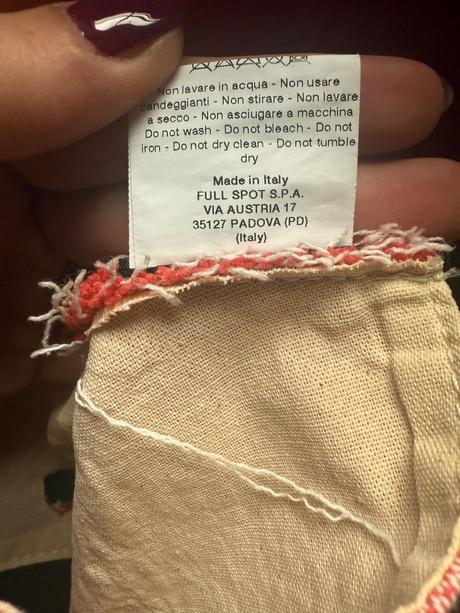 Non lavare in acqua - Non usare
candeggianti - Non stirare - Non lavare
a secco - Non asciugare a macchina
Do not wash - Do not bleach - Do not
iron - Do not dry clean - Do not tumble
dry
Made in Italy
FULL SPOT S.P.A.
VIA AUSTRIA 17
35127 PADOVA (PD)
(Italy)